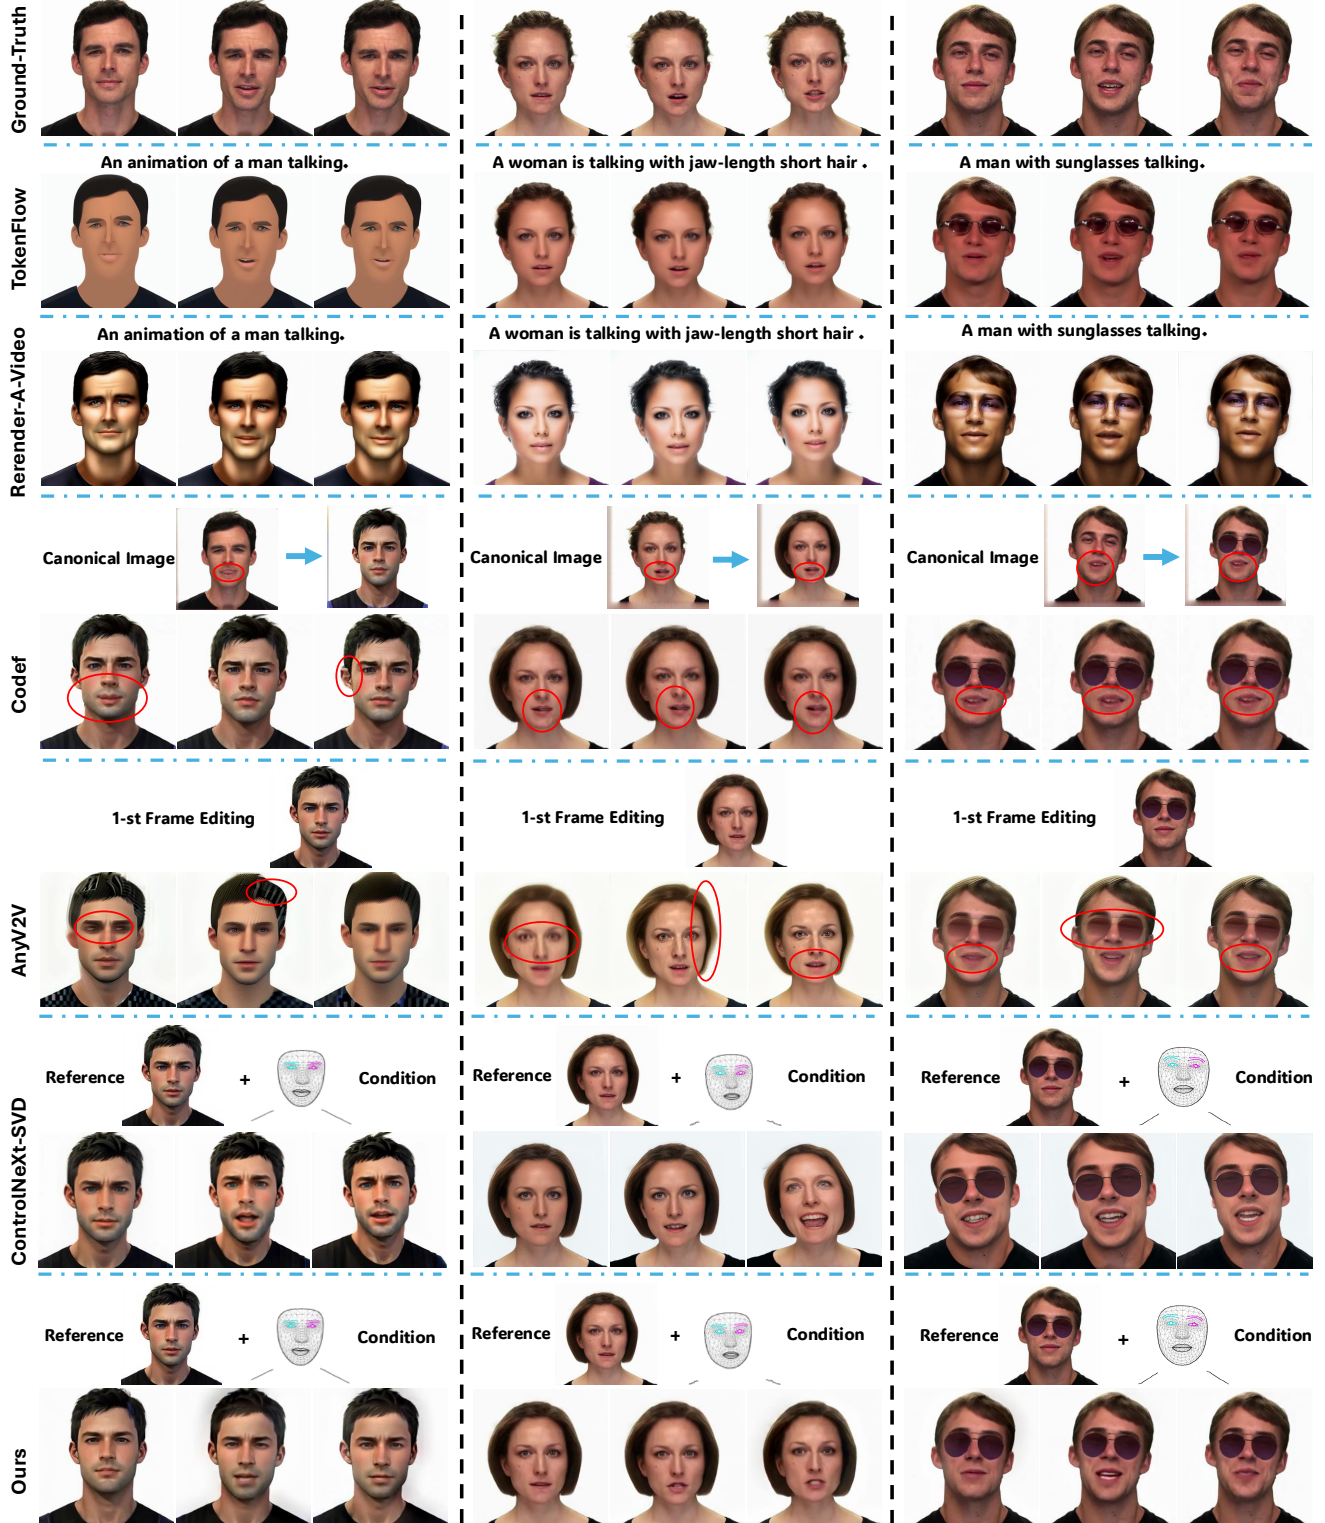 Ground-Truth
An animation of a man talking.
A woman is talking with jaw-length short hair .
A man with sunglasses talking.
TokenFlow
An animation of a man talking.
A woman is talking with jaw-length short hair .
A man with sunglasses talking.
Rerender-A-Video
Canonical Image
Canonical Image
Canonical Image
Codef
1-st Frame Editing
1-st Frame Editing
1-st Frame Editing
AnyV2V
Reference + Condition
Reference + Condition
Reference + Condition
ControlNeXt-SVD
Reference + Condition
Reference + Condition
Reference + Condition
Ours